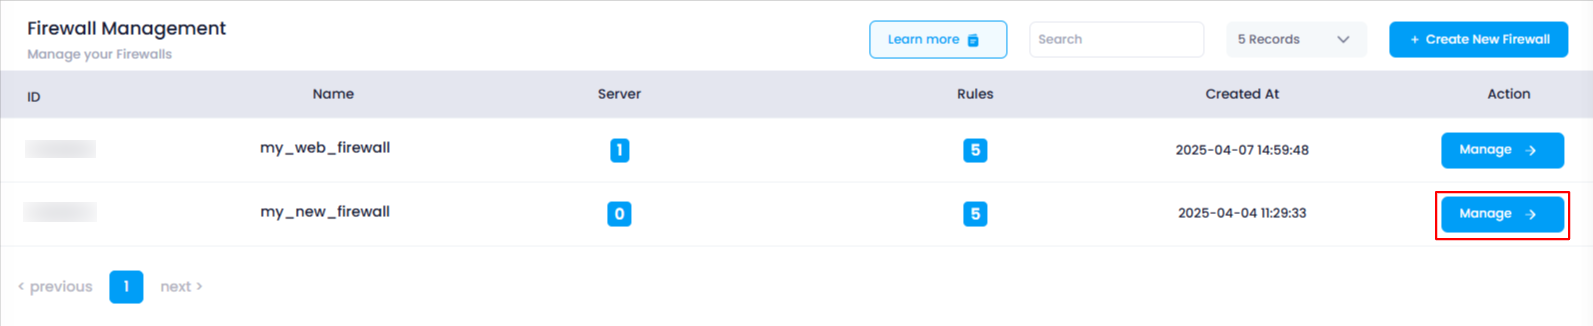 Firewall Management
Manage your Firewalls
Learn more
Search
5 Records
+ Create New Firewall
ID Name Server Rules Created At Action
my_web_firewall 1 5 2025-04-07 14:59:48 Manage →
my_new_firewall 0 5 2025-04-04 11:29:33 Manage →
< previous 1 next >